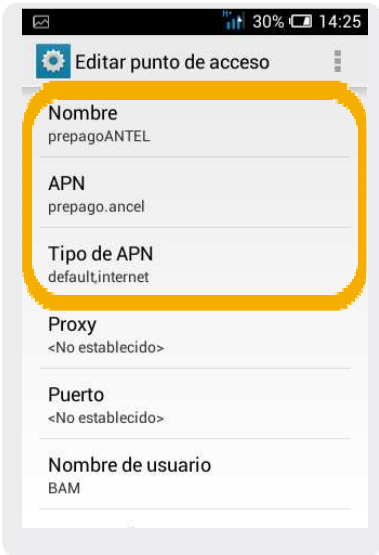 H+ 30% 14:25
Editar punto de acceso
Nombre
prepagoANTEL
APN
prepago.ancel
Tipo de APN
default,internet
Proxy
<No establecido>
Puerto
<No establecido>
Nombre de usuario
BAM